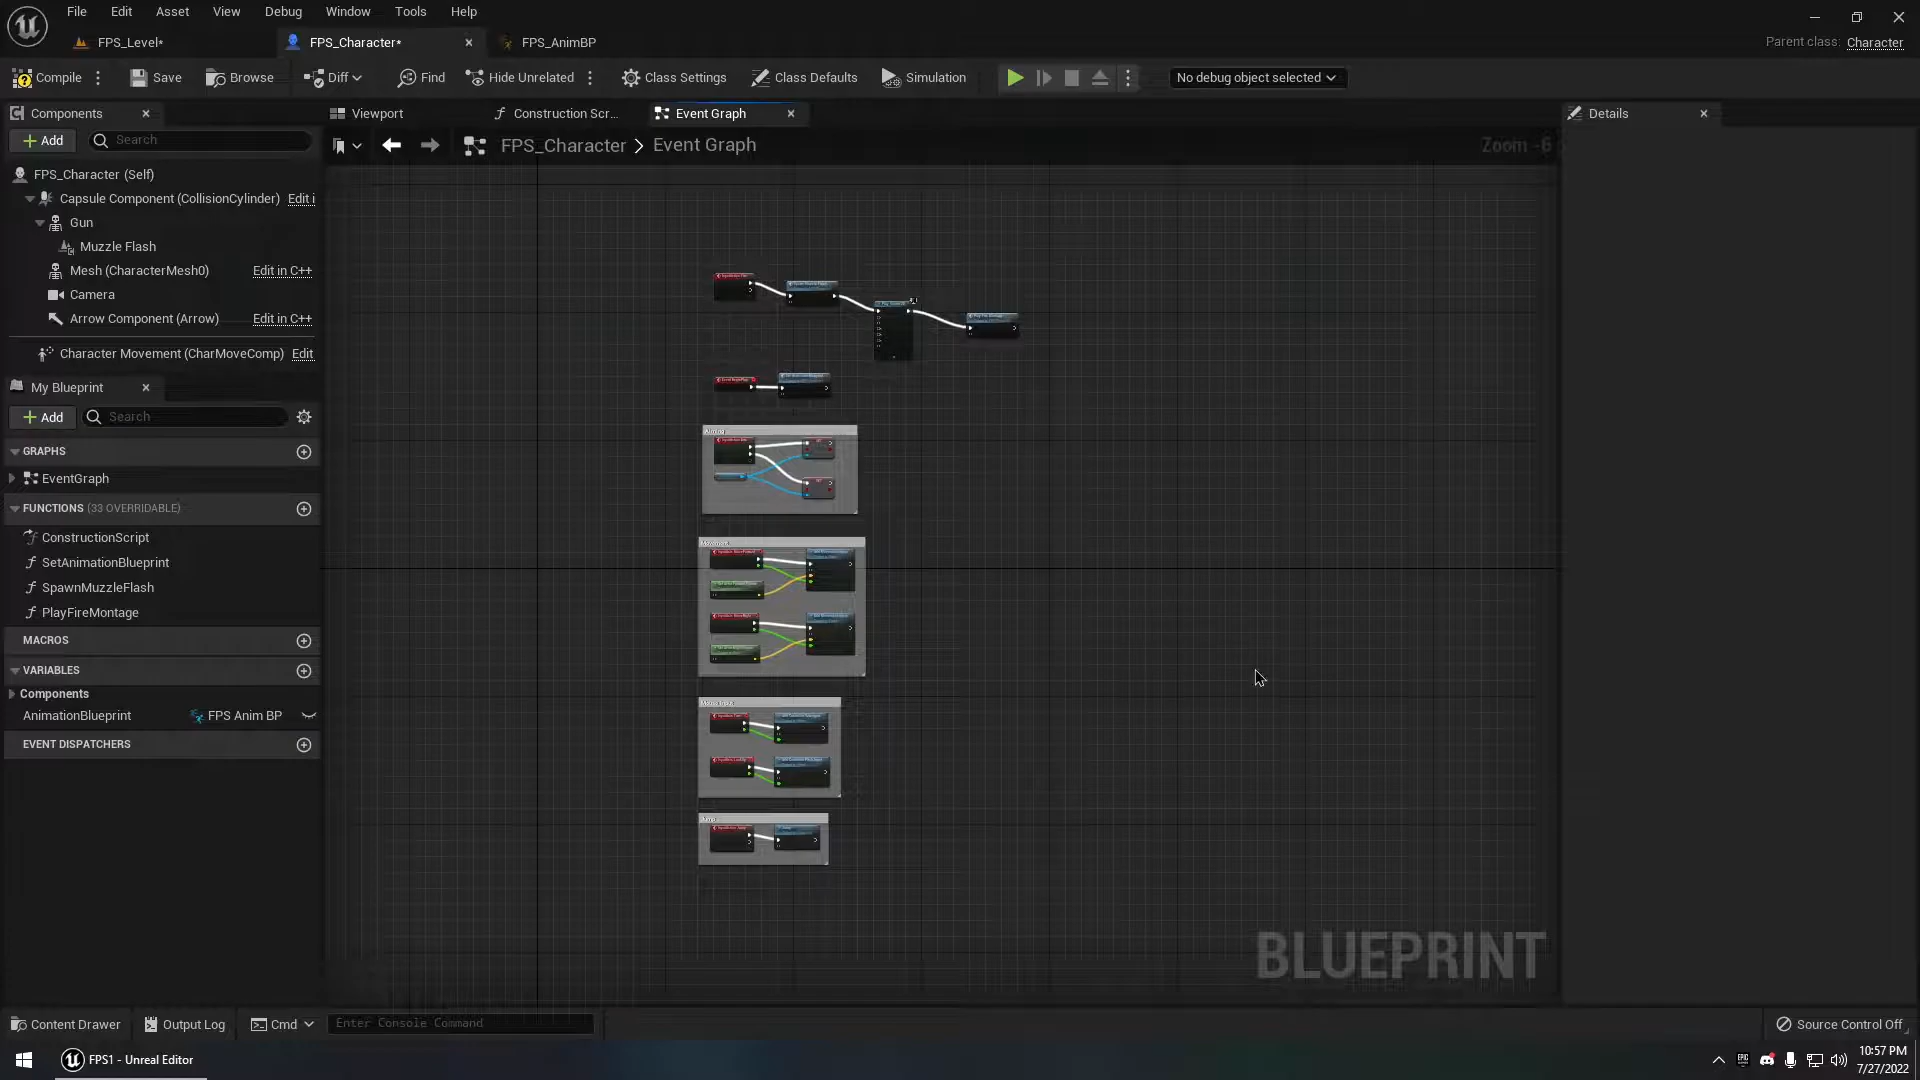 File Edit Asset View Debug Window Tools Help
FPS_Level* FPS_Character* FPS_AnimBP
Parent class: Character
Compile Save Browse Diff Find Hide Unrelated Class Settings Class Defaults Simulation No debug object selected
Components Viewport Construction Scr... Event Graph Details
Add Search
FPS_Character > Event Graph Zoom -6
FPS_Character (Self)
Capsule Component (CollisionCylinder) Edit i
Gun
Muzzle Flash
Mesh (CharacterMesh0) Edit in C++
Camera
Arrow Component (Arrow) Edit in C++
Character Movement (CharMoveComp) Edit
My Blueprint
Add Search
GRAPHS
EventGraph
FUNCTIONS (33 OVERRIDABLE)
ConstructionScript
SetAnimationBlueprint
SpawnMuzzleFlash
PlayFireMontage
MACROS
VARIABLES
Components
AnimationBlueprint FPS Anim BP
EVENT DISPATCHERS
Aiming
Movement
Jump
BLUEPRINT
Content Drawer Output Log Cmd Enter Console Command Source Control Off
FPS1 - Unreal Editor
EPIC
10:57 PM
7/27/2022